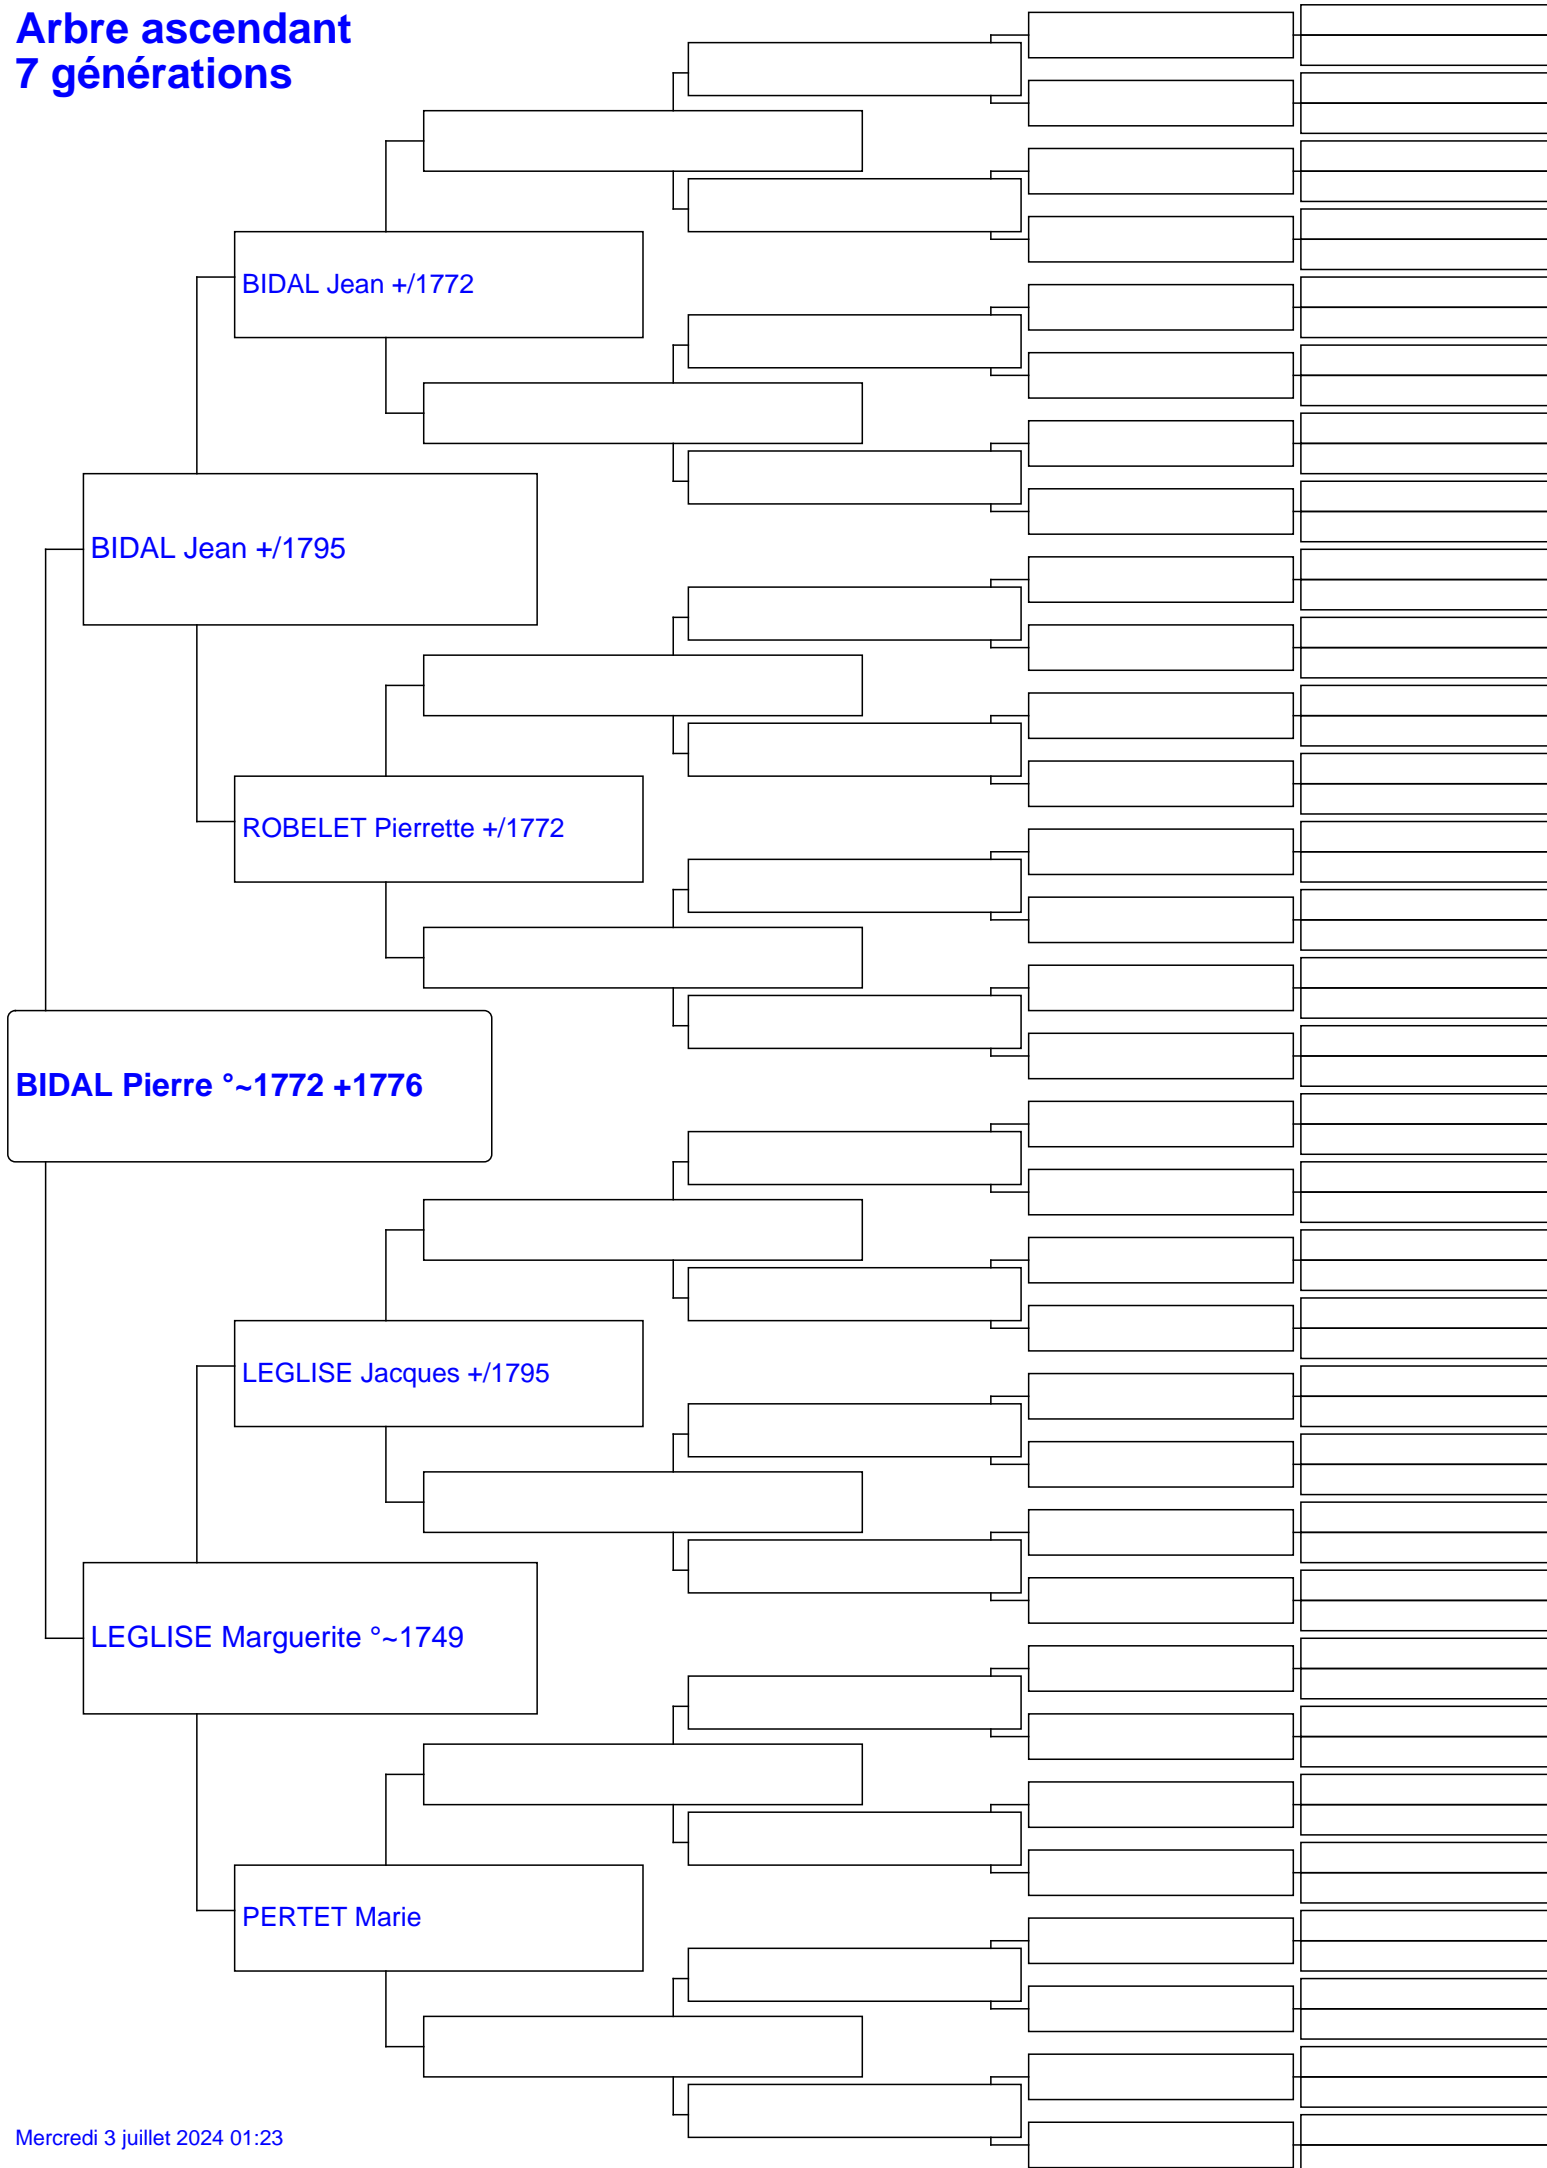 Arbre ascendant
7 générations
BIDAL Jean +/1772
BIDAL Jean +/1795
ROBELET Pierrette +/1772
BIDAL Pierre °~1772 +1776
LEGLISE Jacques +/1795
LEGLISE Marguerite °~1749
PERTET Marie
Mercredi 3 juillet 2024 01:23